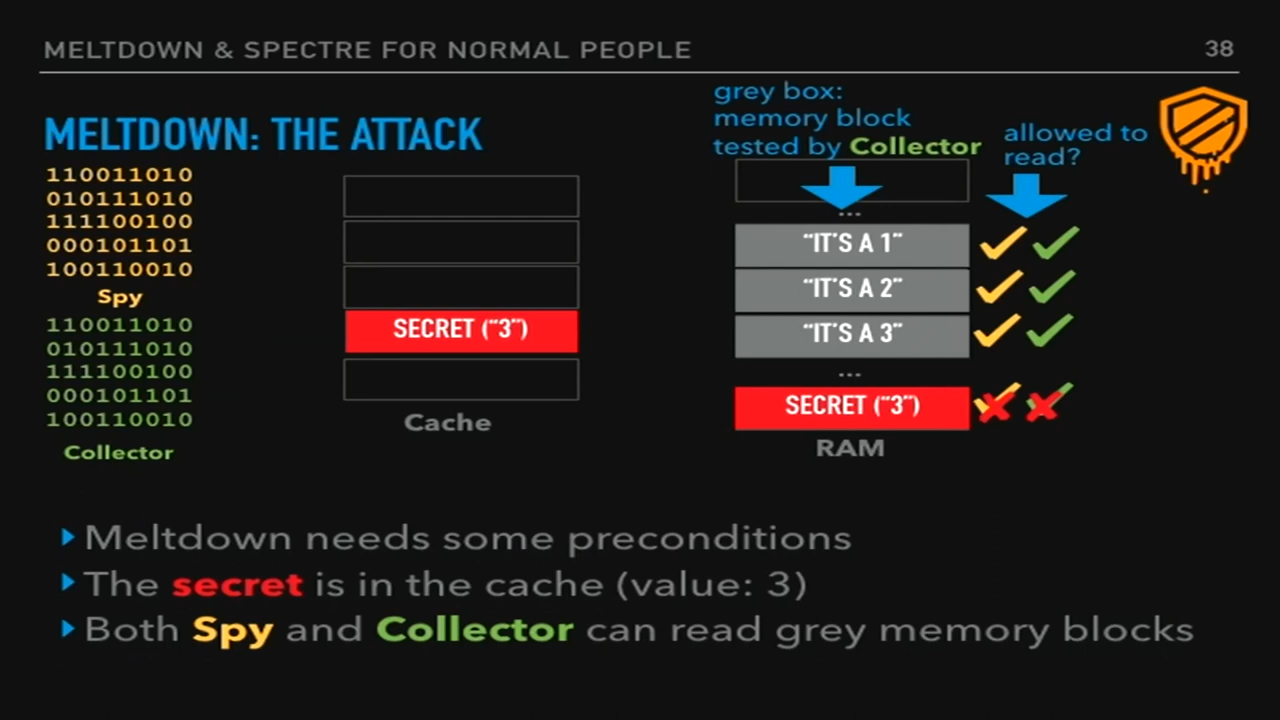 MELTDOWN & SPECTRE FOR NORMAL PEOPLE
38
MELTDOWN: THE ATTACK
110011010
010111010
111100100
000101101
100110010
Spy
110011010
010111010
111100100
000101101
100110010
Collector
SECRET ("3")
Cache
grey box:
memory block
tested by Collector
allowed to
read?
...
"IT'S A 1"
"IT'S A 2"
"IT'S A 3"
...
SECRET ("3")
RAM
Meltdown needs some preconditions
The secret is in the cache (value: 3)
Both Spy and Collector can read grey memory blocks